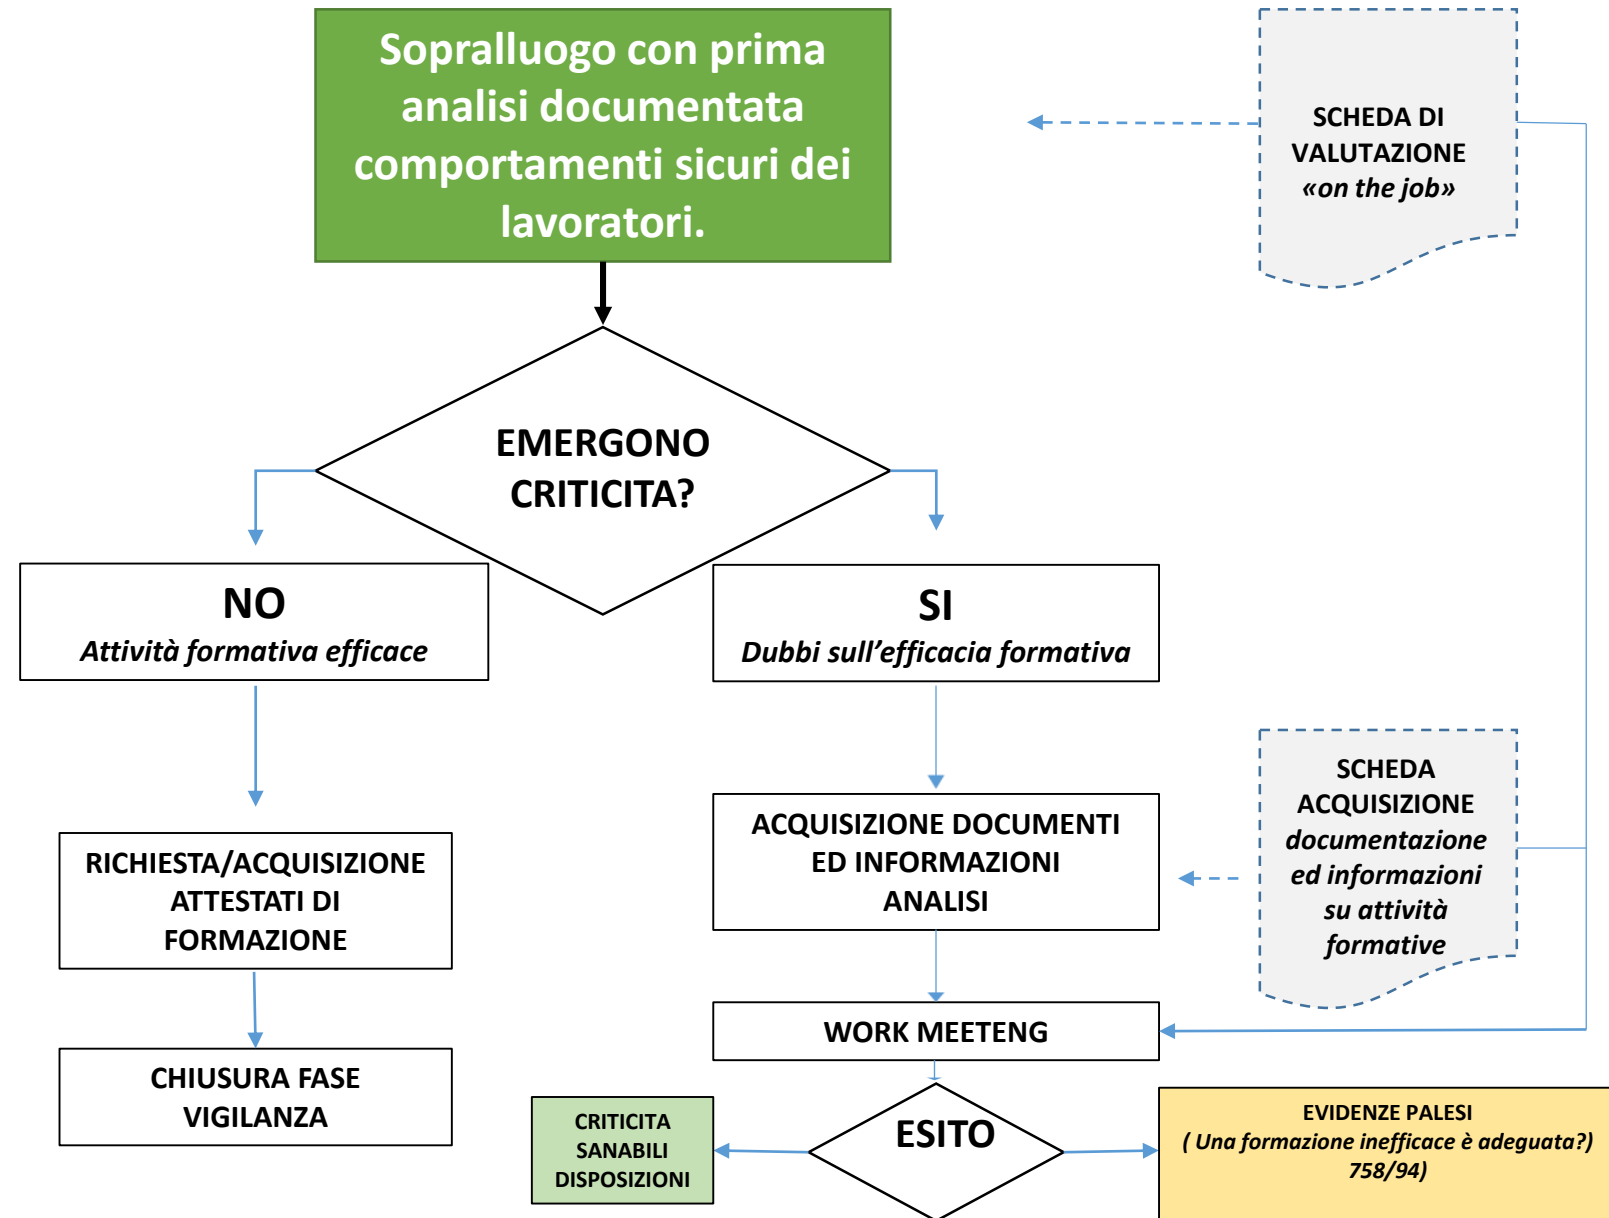 Sopralluogo con prima
analisi documentata
comportamenti sicuri dei
lavoratori.
SCHEDA DI
VALUTAZIONE
«on the job»
EMERGONO
CRITICITA?
NO
Attività formativa efficace
SI
Dubbi sull’efficacia formativa
RICHIESTA/ACQUISIZIONE
ATTESTATI DI
FORMAZIONE
ACQUISIZIONE DOCUMENTI
ED INFORMAZIONI
ANALISI
SCHEDA
ACQUISIZIONE
documentazione
ed informazioni
su attività
formative
CHIUSURA FASE
VIGILANZA
WORK MEETENG
CRITICITA
SANABILI
DISPOSIZIONI
ESITO
EVIDENZE PALESI
( Una formazione inefficace è adeguata?)
758/94)